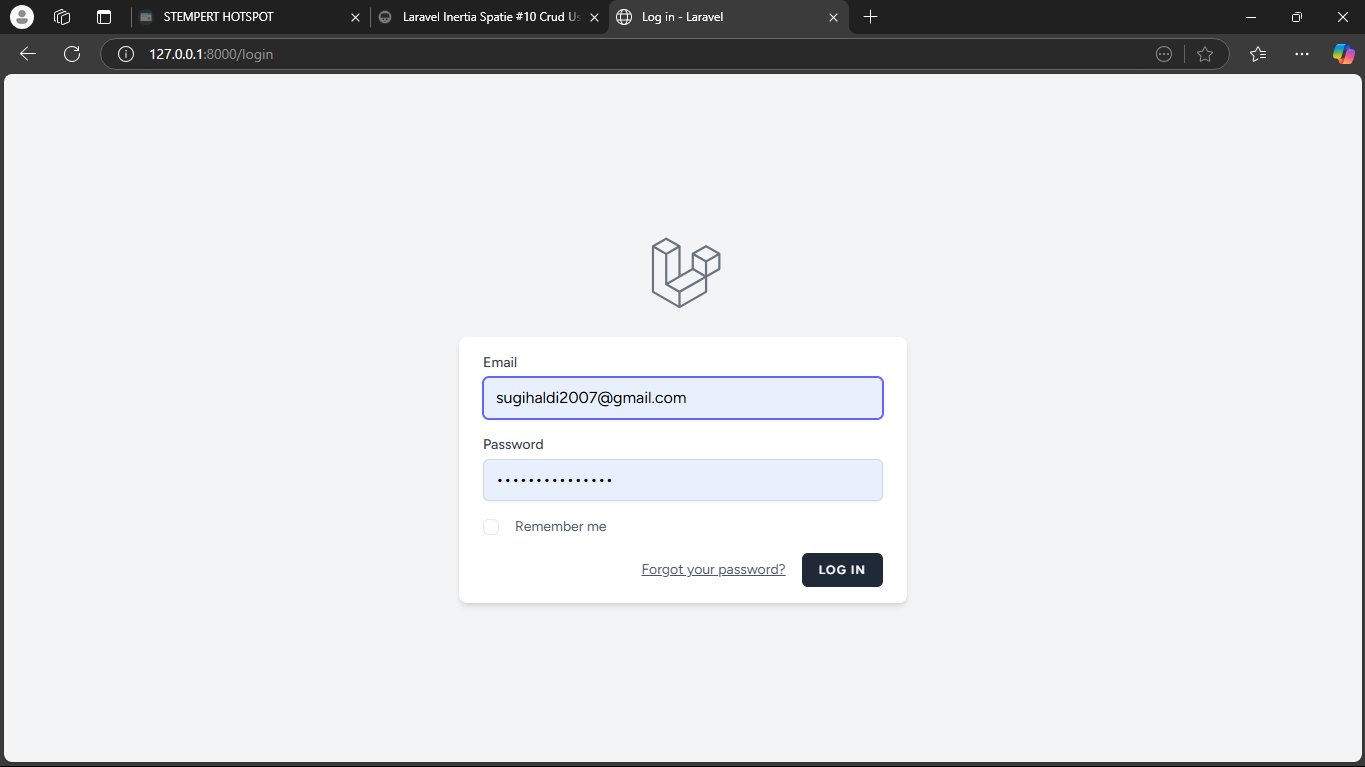 STEMPERT HOTSPOT
Laravel Inertia Spatie #10 Crud Us
Log in - Laravel
127.0.0.1:8000/login
Email
sugihaldi2007@gmail.com
Password
•••••••••••••••
Remember me
Forgot your password?
LOG IN